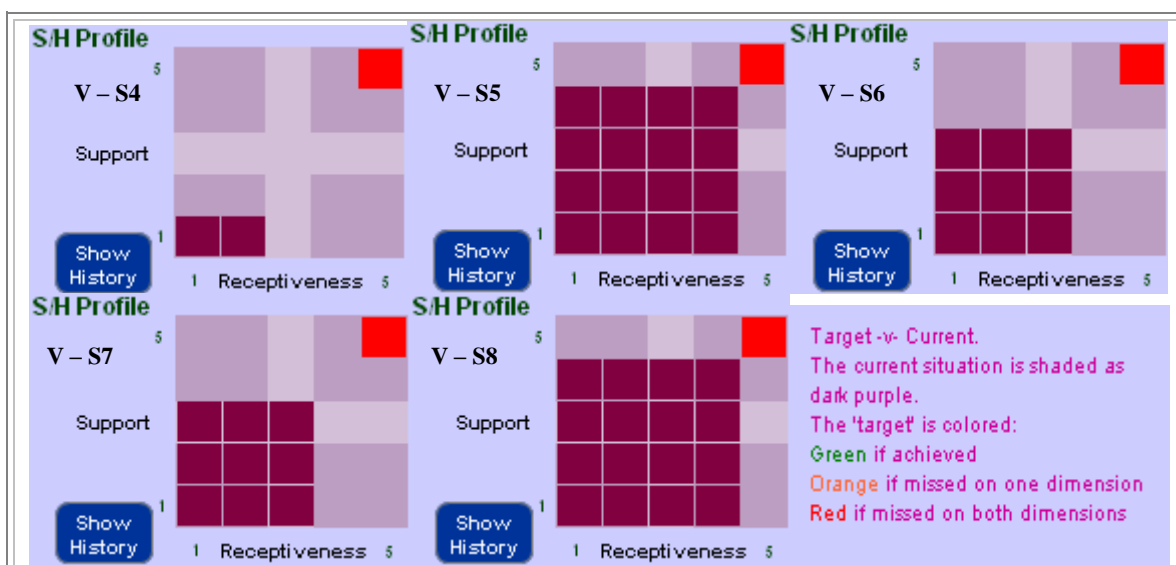 S/H Profile
5
V – S4
Support
1
Show
History
1 Receptiveness 5
S/H Profile
5
V – S5
Support
1
Show
History
1 Receptiveness 5
S/H Profile
5
V – S6
Support
1
Show
History
1 Receptiveness 5
S/H Profile
5
V – S7
Support
1
Show
History
1 Receptiveness 5
S/H Profile
5
V – S8
Support
1
Show
History
1 Receptiveness 5
Target -v- Current.
The current situation is shaded as
dark purple.
The 'target' is colored:
Green if achieved
Orange if missed on one dimension
Red if missed on both dimensions